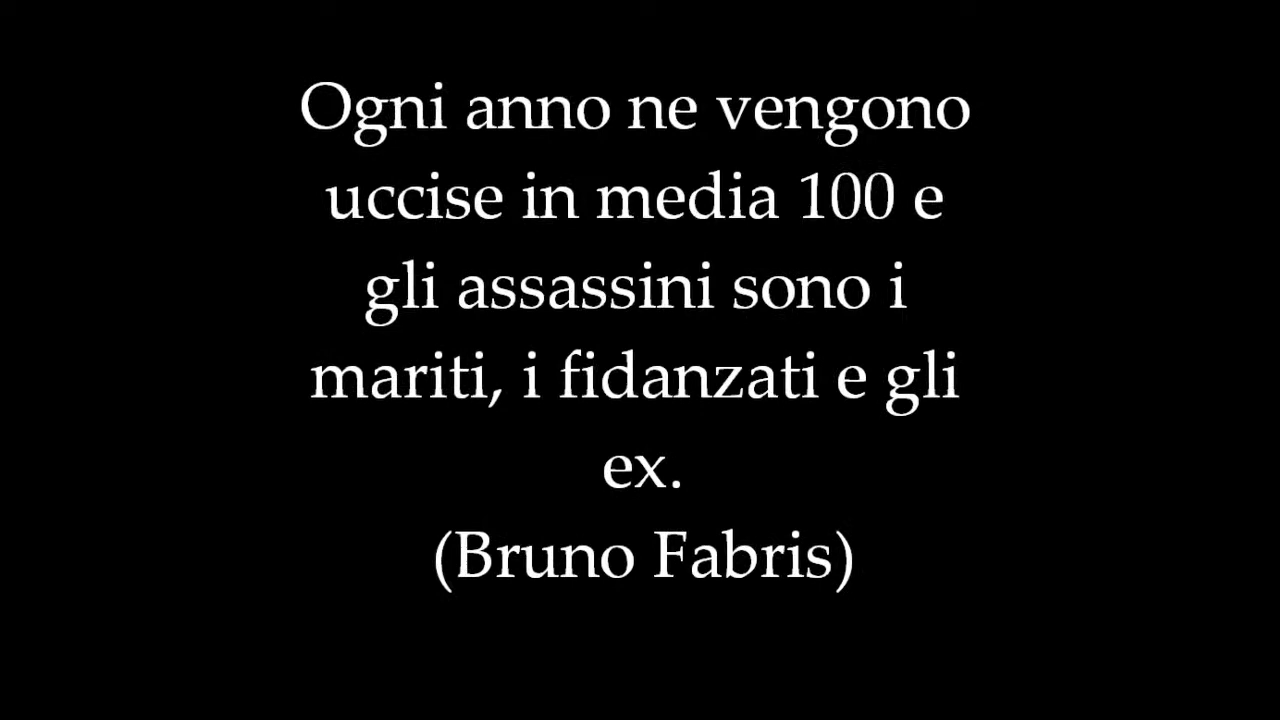 Ogni anno ne vengono
uccise in media 100 e
gli assassini sono i
mariti, i fidanzati e gli
ex.
(Bruno Fabris)